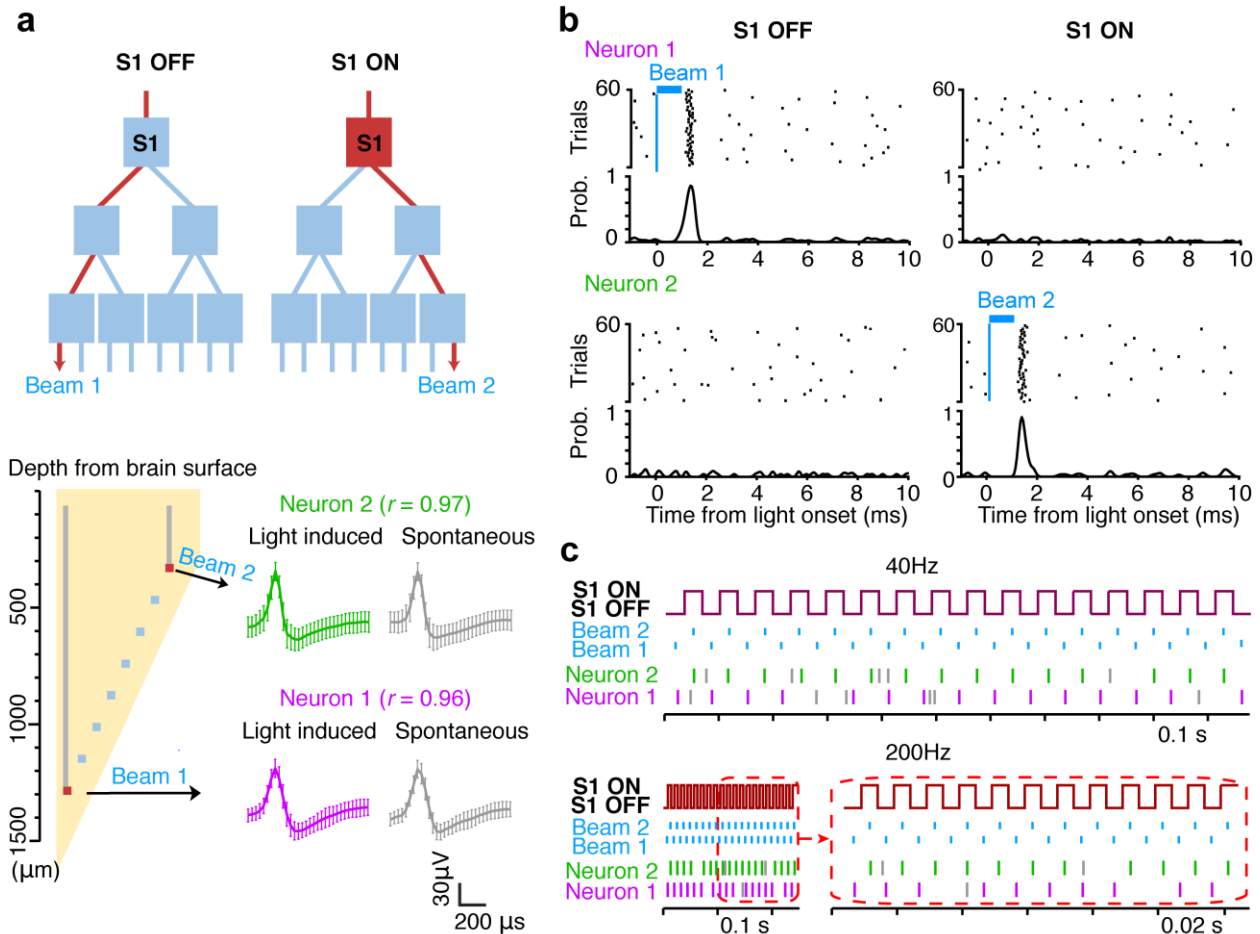 a
S1 OFF S1 ON
S1 S1
Beam 1 Beam 2
Depth from brain surface
500
1000
1500
(µm)
Beam 2
Beam 1
Neuron 2 (r = 0.97)
Light induced Spontaneous
Neuron 1 (r = 0.96)
Light induced Spontaneous
30µV
200 µs
b
S1 OFF S1 ON
Neuron 1
Beam 1
60 60
Trials
1 1
Prob.
0 0
0 2 4 6 8 10 0 2 4 6 8 10
Neuron 2
Beam 2
60 60
Trials
1 1
Prob.
0 0
0 2 4 6 8 10 0 2 4 6 8 10
Time from light onset (ms) Time from light onset (ms)
c
40Hz
S1 ON
S1 OFF
Beam 2
Beam 1
Neuron 2
Neuron 1
0.1 s
200Hz
S1 ON
S1 OFF
Beam 2
Beam 1
Neuron 2
Neuron 1
0.1 s 0.02 s